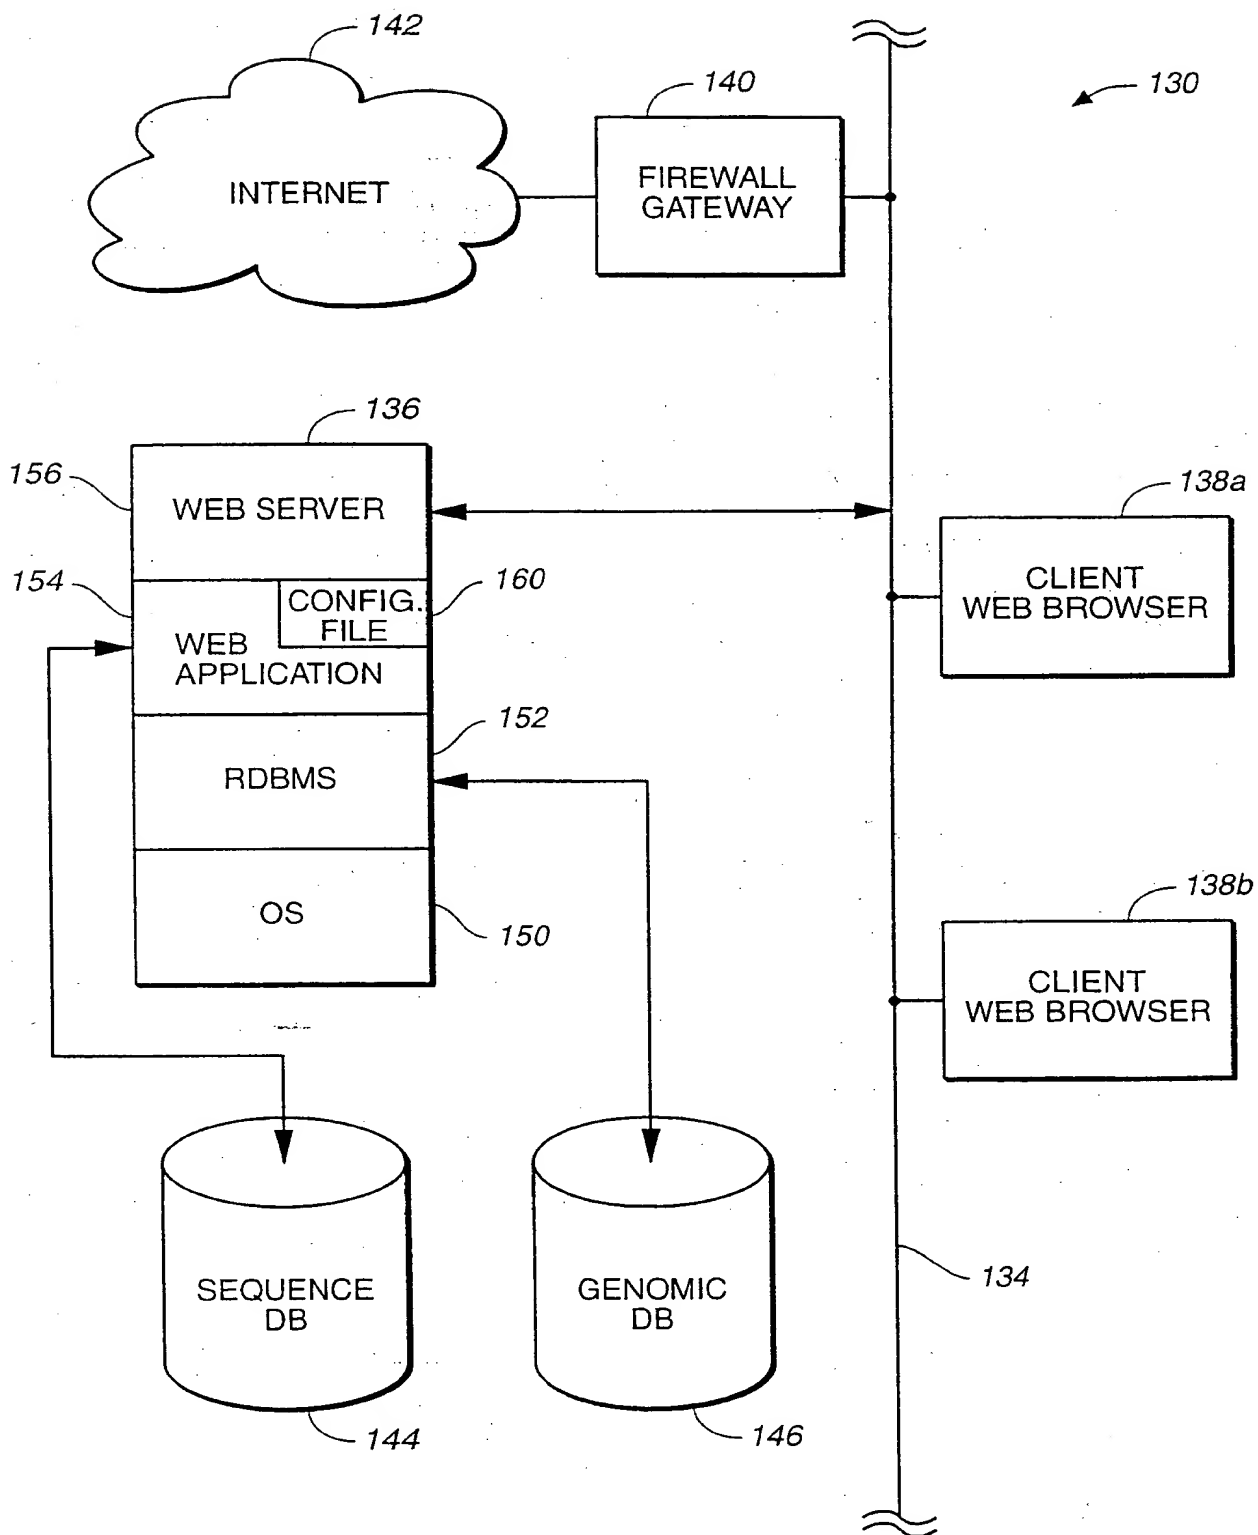 142
140
130
INTERNET
FIREWALL
GATEWAY
136
156
WEB SERVER
138a
154
CONFIG.
FILE
160
CLIENT
WEB BROWSER
WEB
APPLICATION
152
RDBMS
138b
OS
150
CLIENT
WEB BROWSER
SEQUENCE
DB
GENOMIC
DB
134
144
146